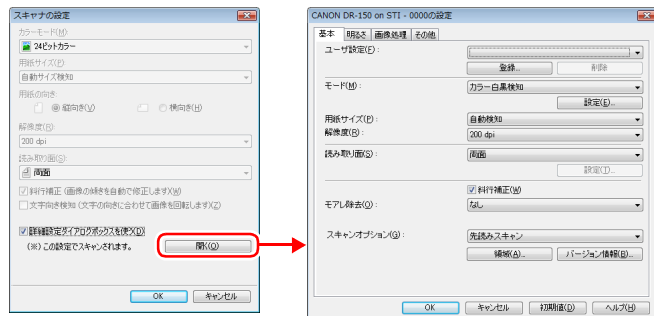 スキャナの設定
カラーモード(M):
24ビットカラー
用紙サイズ(P):
自動サイズ検知
用紙の向き:
縦向き(V)
横向き(H)
解像度(R):
200 dpi
読み取り面(S):
両面
斜行補正 (画像の傾きを自動で修正します)(W)
文字向き検知 (文字の向きに合わせて画像を回転します)(Z)
詳細設定ダイアログボックスを使う(D)
(※) この設定でスキャンされます。
開く(O)
OK
キャンセル
CANON DR-150 on STI - 0000の設定
基本
明るさ
画像処理
その他
ユーザ設定(F):
登録...
削除
モード(M):
カラー白黒検知
設定(E)...
用紙サイズ(P):
自動検知
解像度(R):
200 dpi
読み取り面(S):
両面
設定(T)...
斜行補正(W)
モアレ除去(O):
なし
スキャンオプション(G):
先読みスキャン
領域(A)...
バージョン情報(B)...
OK
キャンセル
初期値(D)
ヘルプ(H)